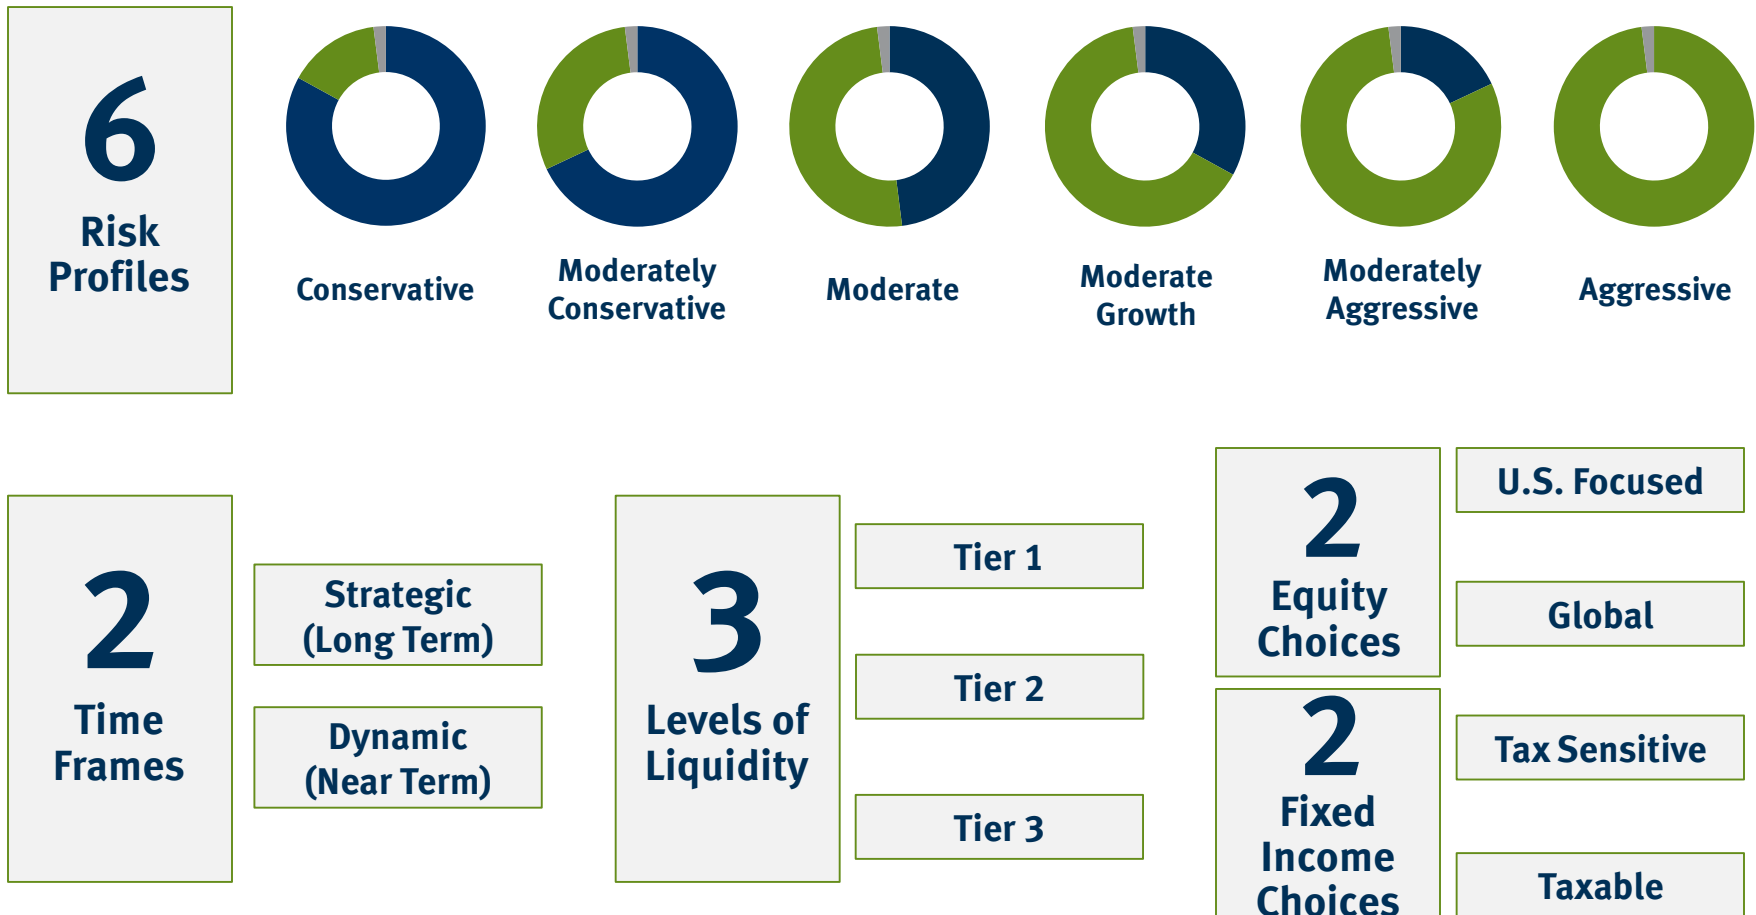 6
Risk
Profiles
Conservative
Moderately
Conservative
Moderate
Moderate
Growth
Moderately
Aggressive
Aggressive
2
Time
Frames
Strategic
(Long Term)
Dynamic
(Near Term)
3
Levels of
Liquidity
Tier 1
Tier 2
Tier 3
2
Equity
Choices
U.S. Focused
Global
2
Fixed
Income
Choices
Tax Sensitive
Taxable